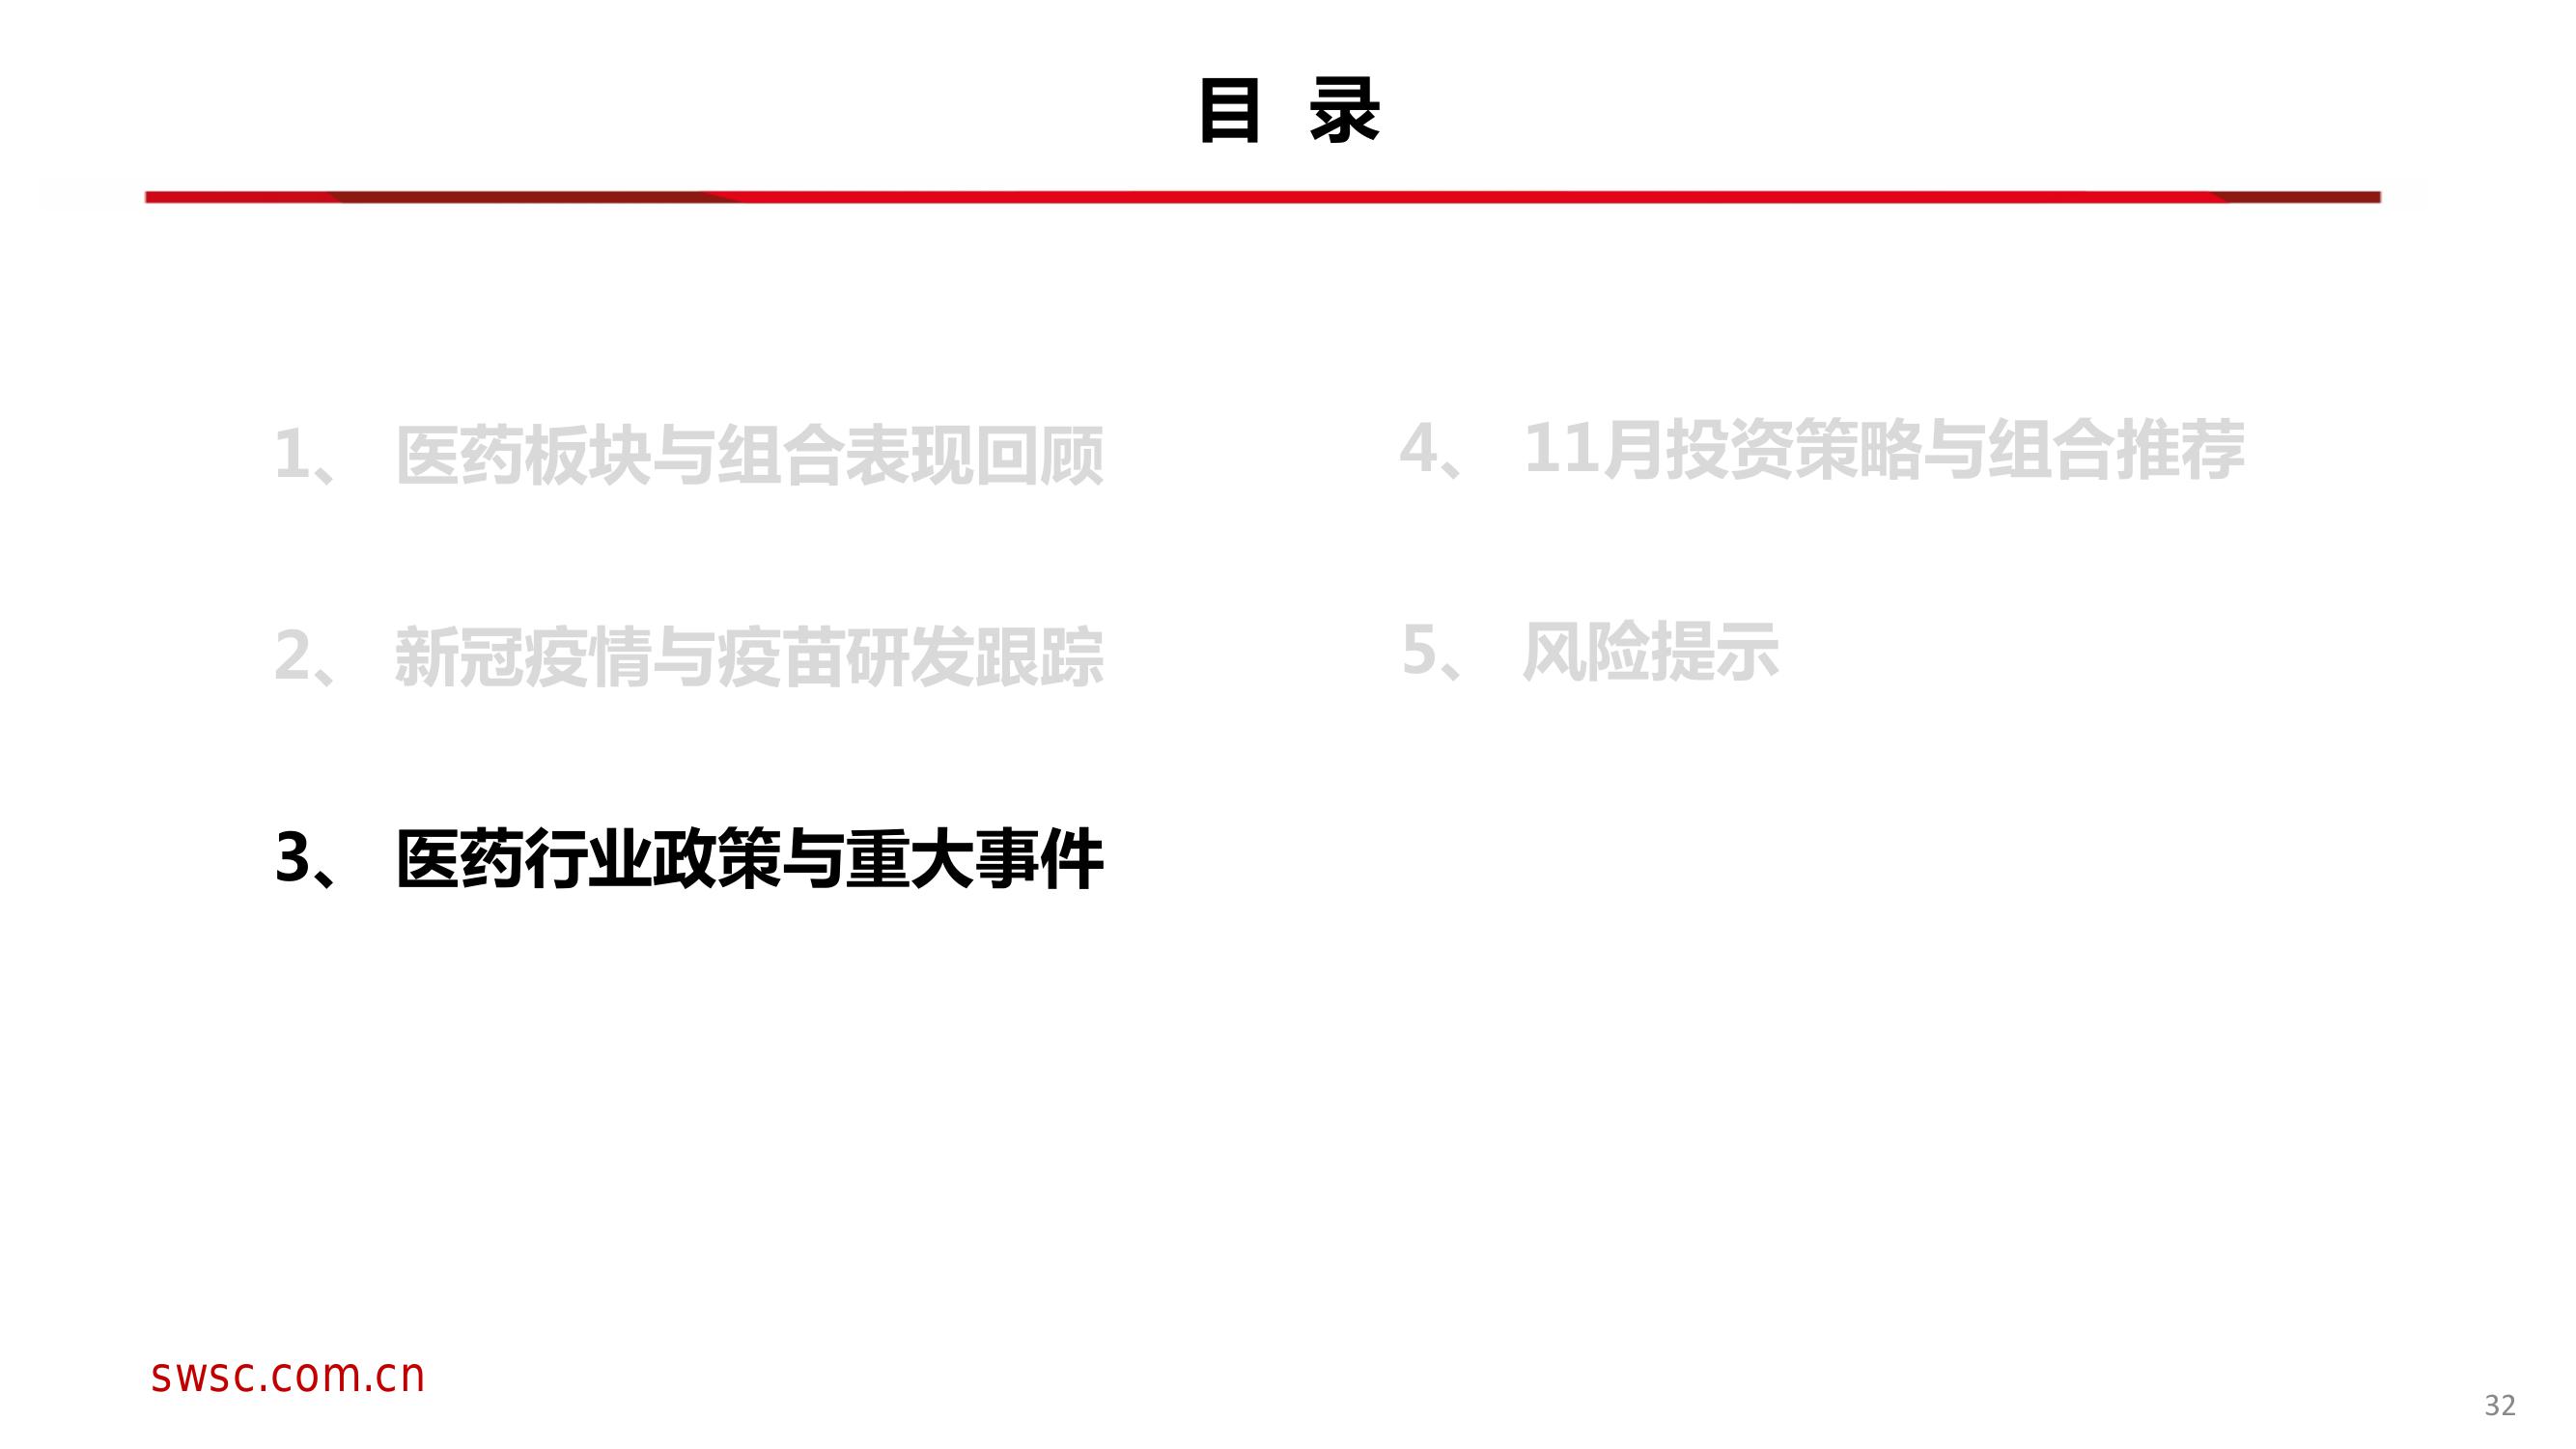 目 录
1、 医药板块与组合表现回顾
2、 新冠疫情与疫苗研发跟踪
3、 医药行业政策与重大事件
4、 11月投资策略与组合推荐
5、 风险提示
swsc.com.cn
32